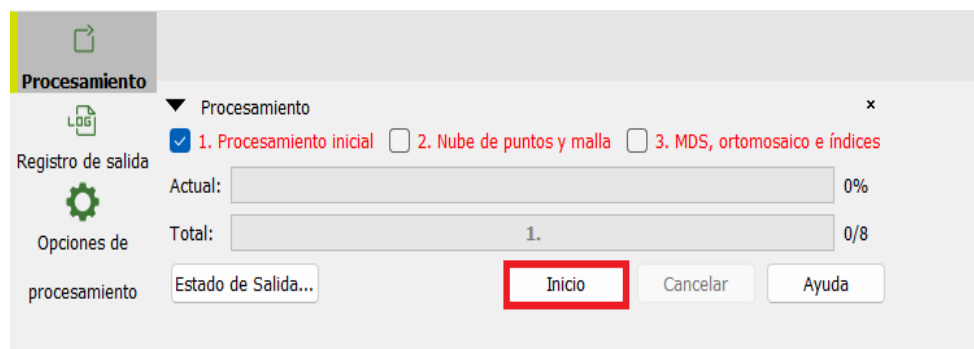 Procesamiento
LOG
Registro de salida
Opciones de
procesamiento
Procesamiento
1. Procesamiento inicial 2. Nube de puntos y malla 3. MDS, ortomosaico e índices
Actual: 0%
Total: 1. 0/8
Estado de Salida... Inicio Cancelar Ayuda